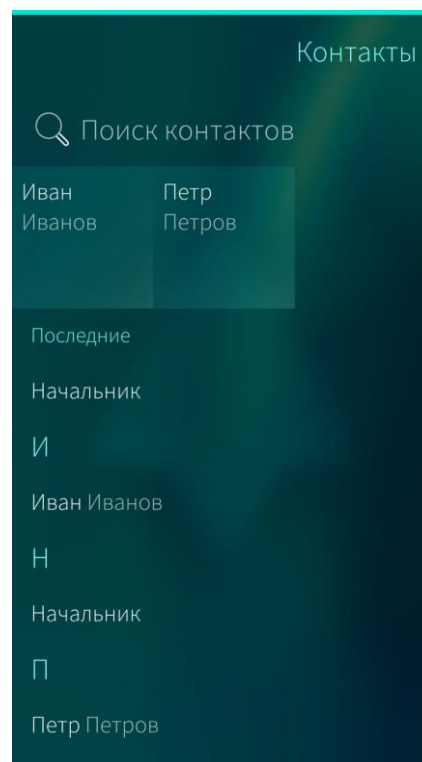 Контакты
Поиск контактов
Иван Петр
Иванов Петров
Последние
Начальник
И
Иван Иванов
Н
Начальник
П
Петр Петров